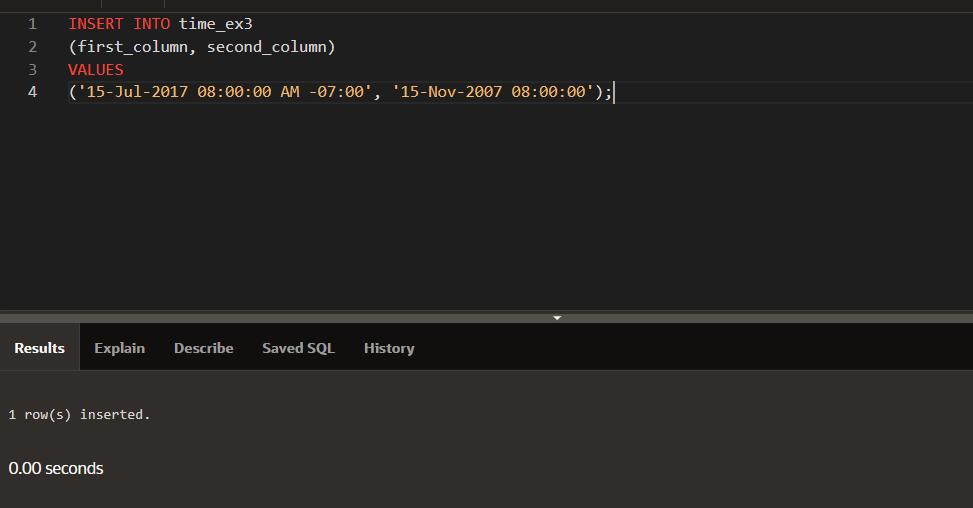 1 INSERT INTO time_ex3
2 (first_column, second_column)
3 VALUES
4 ('15-Jul-2017 08:00:00 AM -07:00', '15-Nov-2007 08:00:00');
Results Explain Describe Saved SQL History
1 row(s) inserted.
0.00 seconds